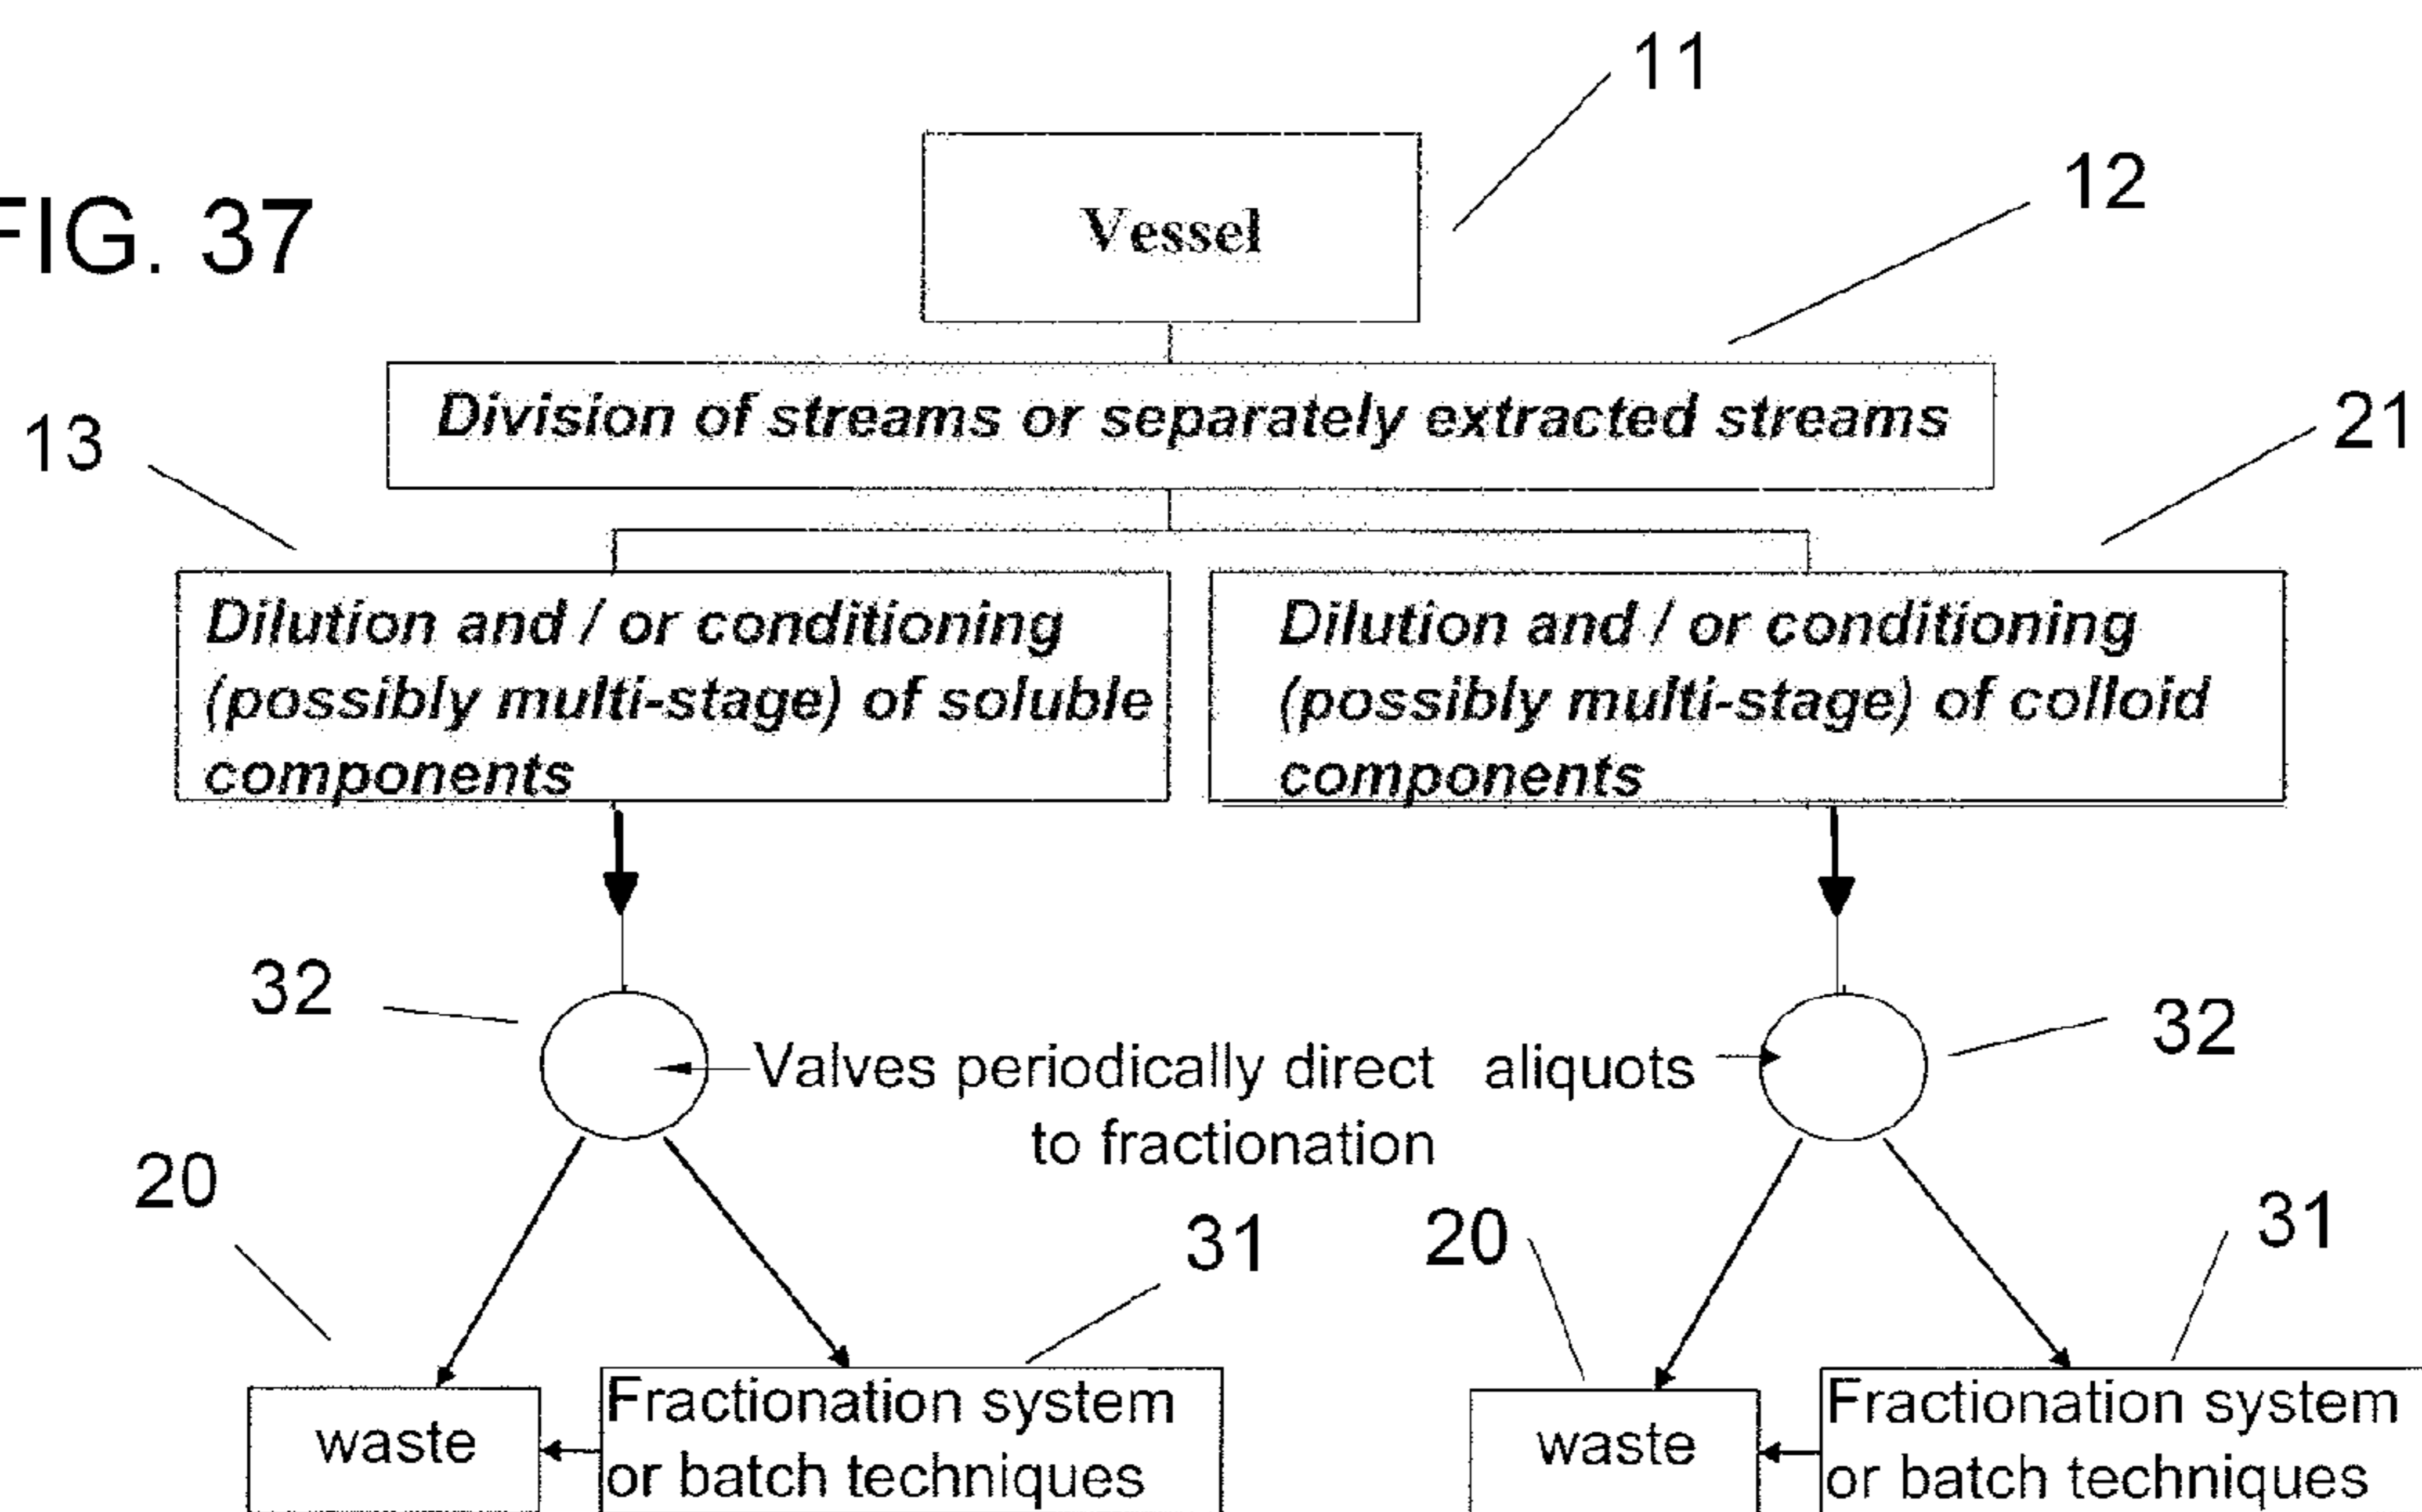 11
12
FIG. 37
Vessel
21
13
Division of streams or separately extracted streams
Dilution and / or conditioning
(possibly multi-stage) of soluble
components
Dilution and / or conditioning
(possibly multi-stage) of colloid
components
32
32
Valves periodically direct aliquots
to fractionation
20
31
20
31
waste
Fractionation system
or batch techniques
waste
Fractionation system
or batch techniques